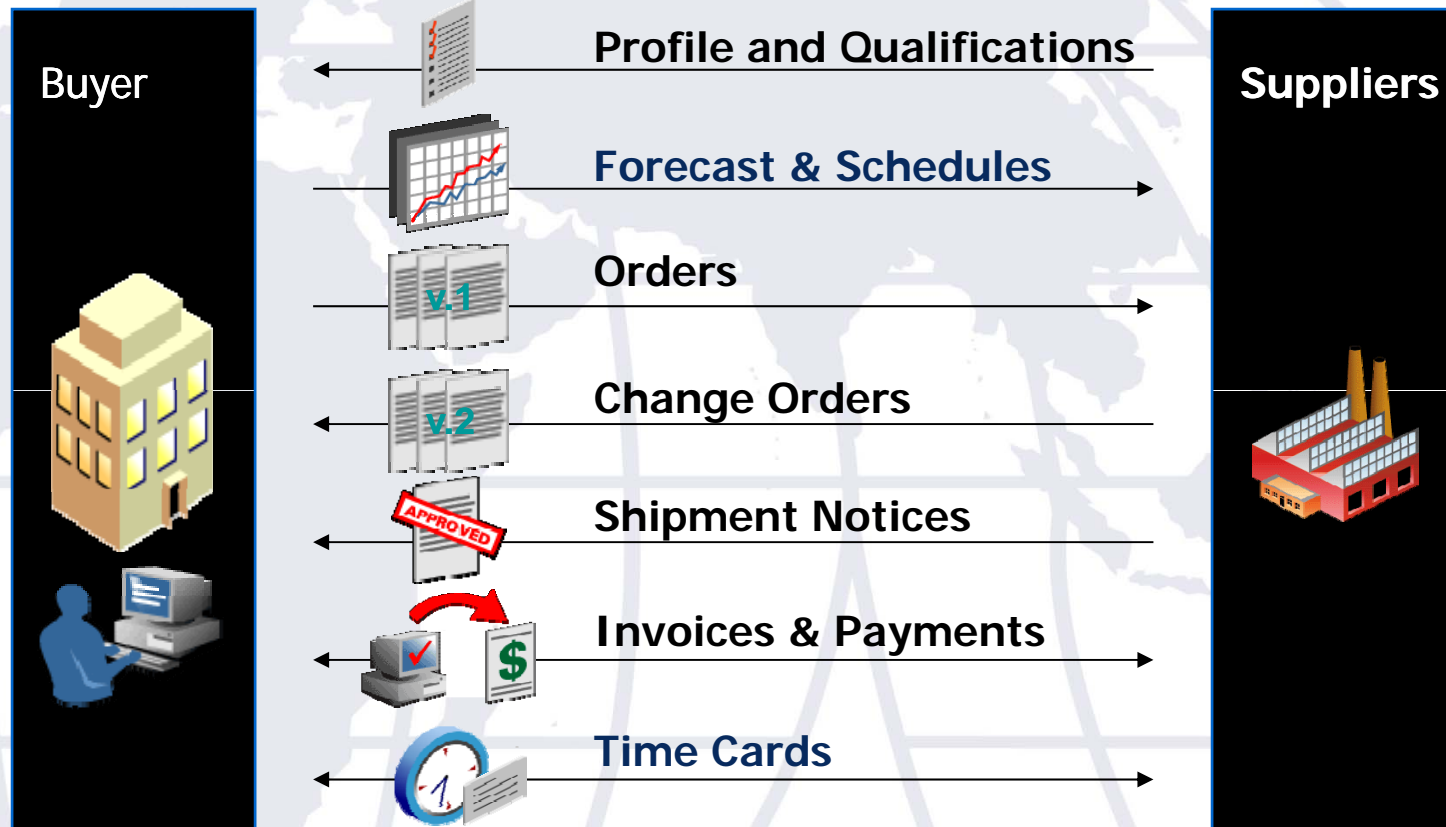 Buyer
Profile and Qualifications
Suppliers
Forecast & Schedules
Orders
v.1
Change Orders
v.2
Shipment Notices
APPROVED
Invoices & Payments
$
Time Cards